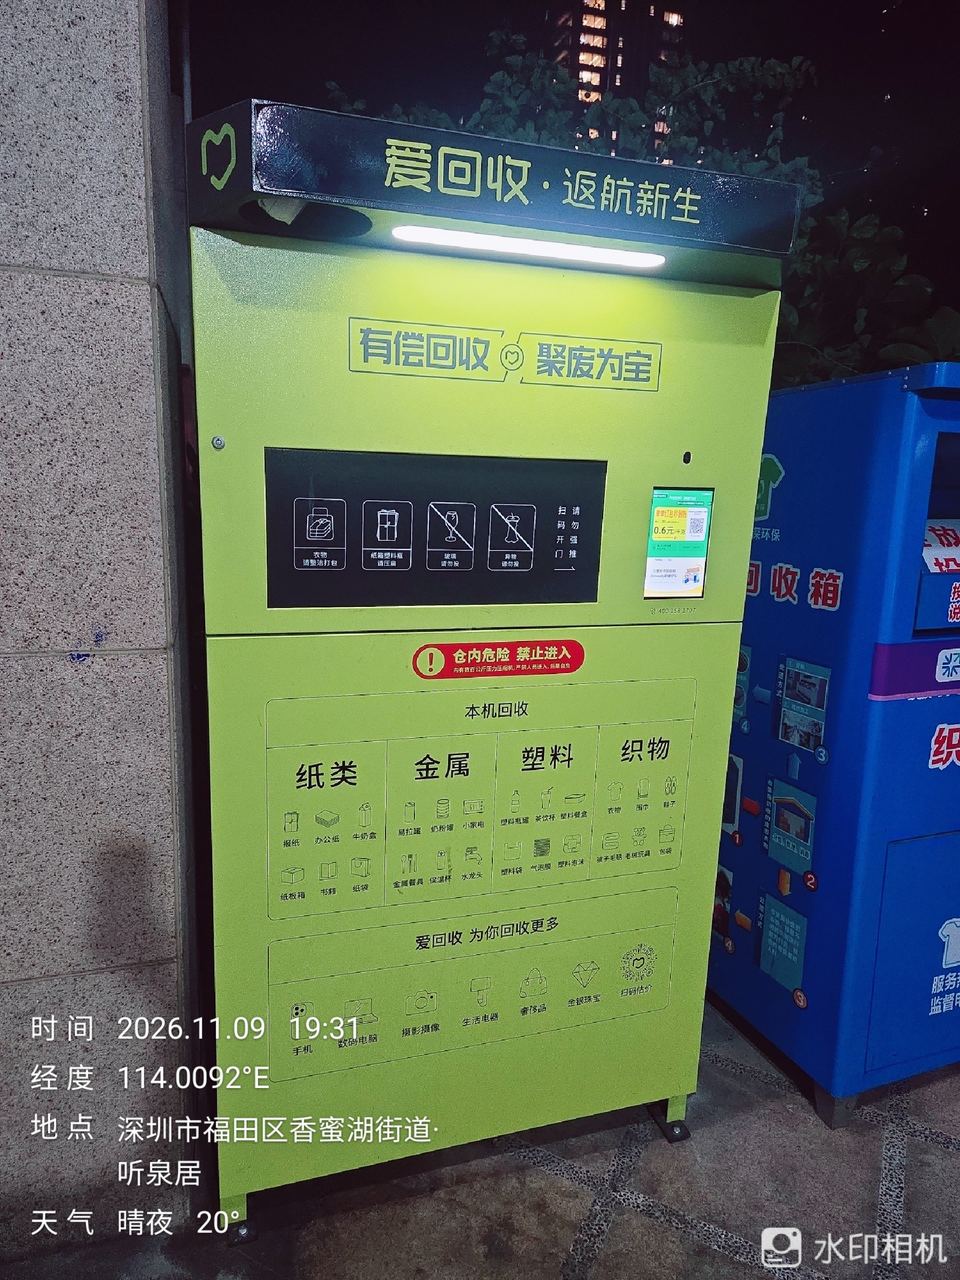 爱回收·返航新生
有偿回收 聚废为宝
衣物
请整洁打包
纸箱塑料瓶
请压扁
玻璃
请勿投
异物
请勿投
请勿强推
扫码开门
0.6元
仓内危险 禁止进入
本机回收
纸类 金属 塑料 织物
报纸 办公纸 牛奶盒
易拉罐 奶粉罐 小家电
塑料瓶罐 茶饮杯 塑料餐盒
衣物 围巾 鞋子
纸板箱 书籍 纸袋
金属餐具 保温杯 水龙头
塑料袋 气泡膜 塑料泡沫
被子毛毯 毛绒玩具 包袋
爱回收 为你回收更多
手机 数码电脑 摄影摄像 生活电器 奢侈品 金银珠宝 扫码估价
回收箱
织
服务
监督
时间 2026.11.09 19:31
经度 114.0092°E
地点 深圳市福田区香蜜湖街道·
听泉居
天气 晴夜 20°
水印相机